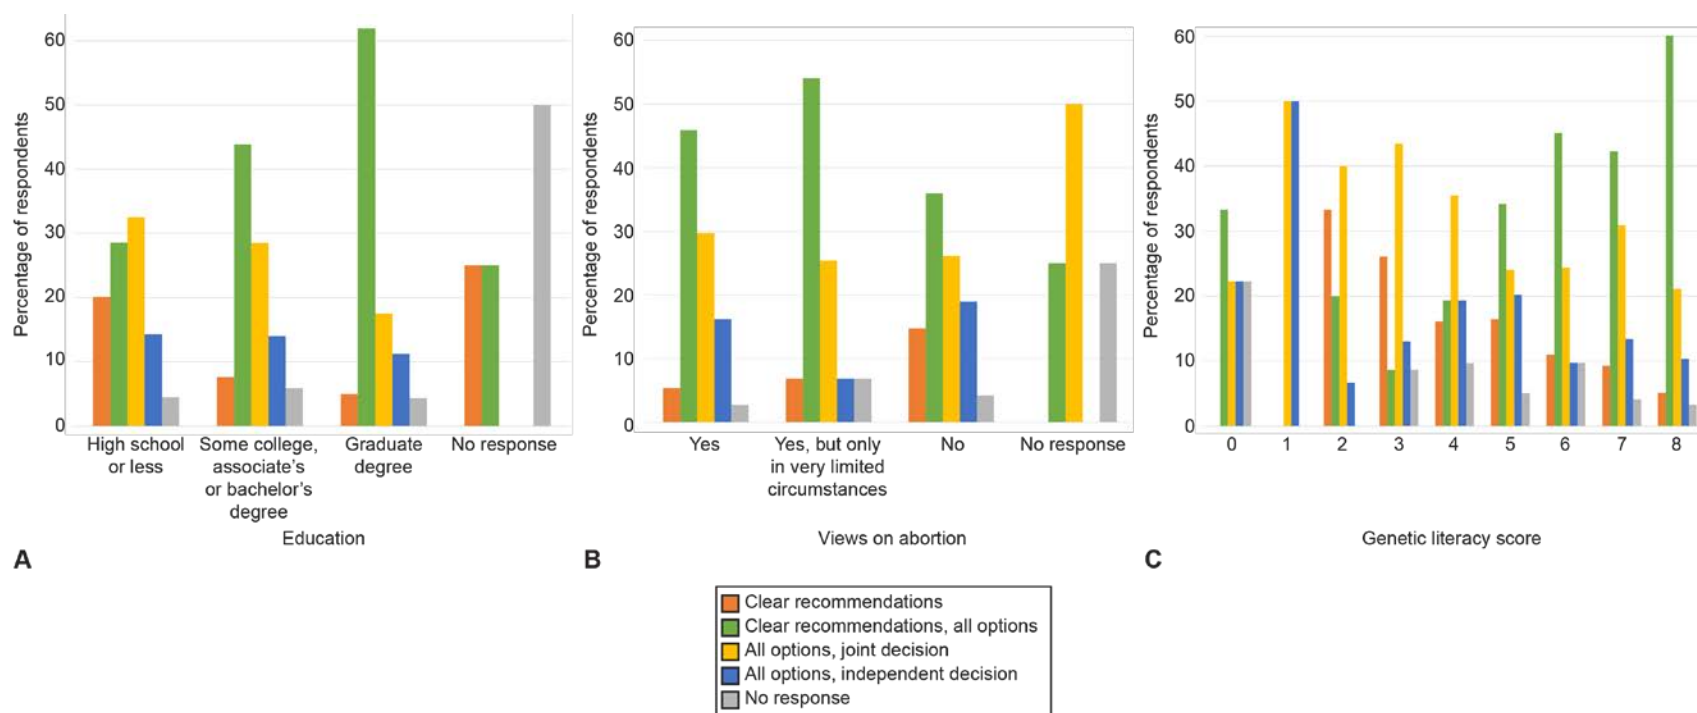 Percentage of respondents
60
50
40
30
20
10
0
High school
or less
Some college,
associate's
or bachelor's
degree
Graduate
degree
No response
Education
A
Percentage of respondents
60
50
40
30
20
10
0
Yes
Yes, but only
in very limited
circumstances
No
No response
Views on abortion
B
Percentage of respondents
60
50
40
30
20
10
0
0 1 2 3 4 5 6 7 8
Genetic literacy score
C
Clear recommendations
Clear recommendations, all options
All options, joint decision
All options, independent decision
No response